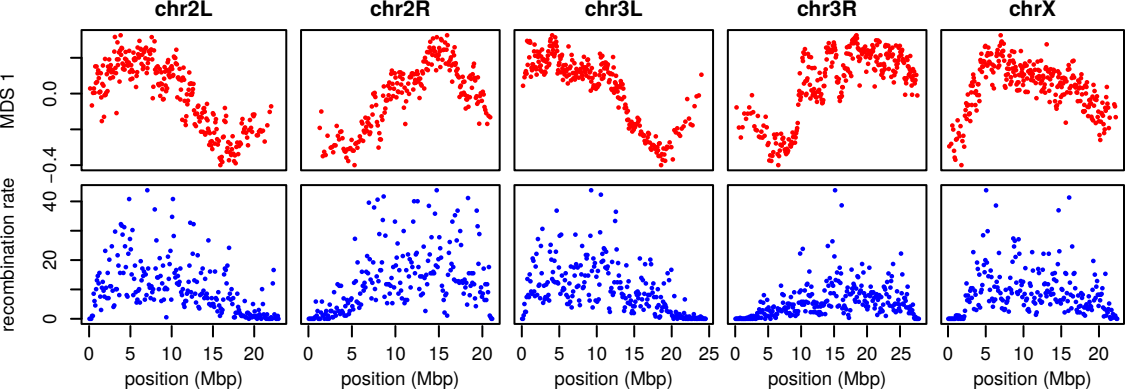 chr2L chr2R chr3L chr3R chrX
MDS 1
0.0
−0.4
recombination rate
40
20
0
0 5 10 15 20 0 5 10 15 20 0 5 10 15 20 25 0 5 10 15 20 25 0 5 10 15 20
position (Mbp) position (Mbp) position (Mbp) position (Mbp) position (Mbp)